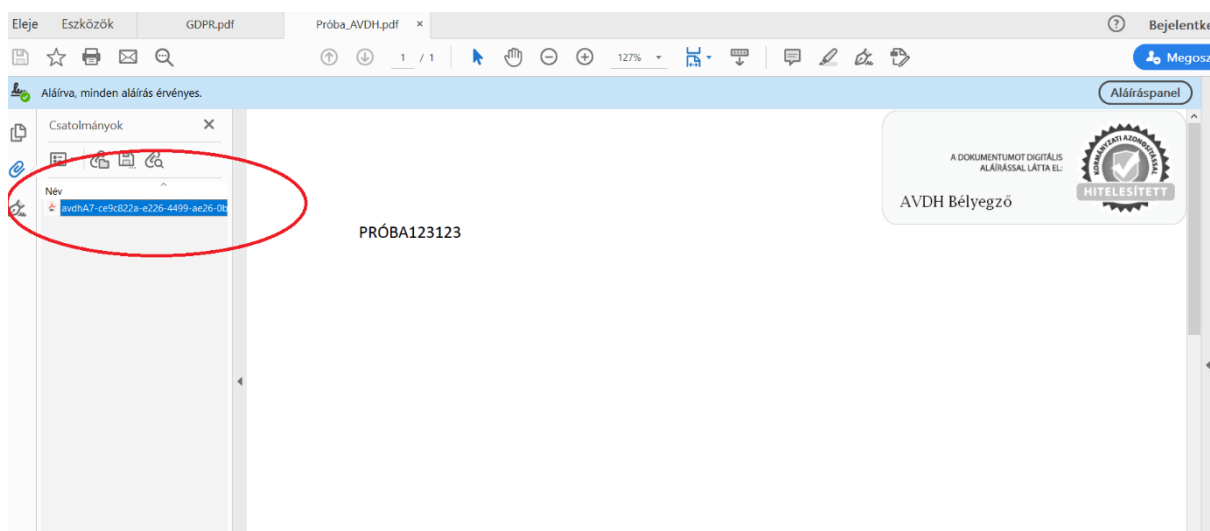 Eleje Eszközök GDPR.pdf Próba_AVDH.pdf × ? Bejelentke
1 / 1 127% Megosz
Aláírva, minden aláírás érvényes. Aláíráspanel
Csatolmányok
Név
avdhA7-ce9c822a-e226-4499-ae26-0b
A DOKUMENTUMOT DIGITÁLIS
ALÁÍRÁSSAL LÁTTA EL:
AVDH Bélyegző
KORMÁNYZATI AZONOSÍTÁSSAL
HITELESÍTETT
PRÓBA123123